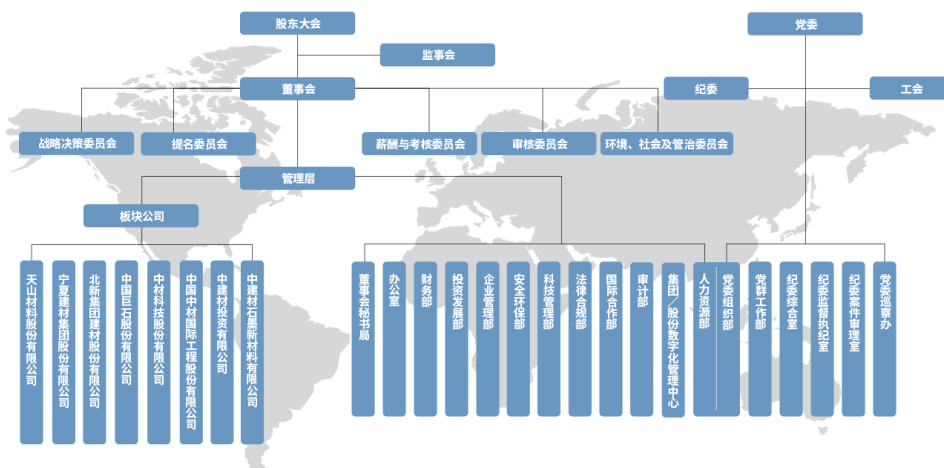 股东大会
党委
监事会
董事会
纪委
工会
战略决策委员会
提名委员会
薪酬与考核委员会
审核委员会
环境、社会及管治委员会
管理层
板块公司
天山材料股份有限公司
宁夏建材集团股份有限公司
北新集团建材股份有限公司
中国巨石股份有限公司
中材科技股份有限公司
中国中材国际工程股份有限公司
中建材投资有限公司
中建材石墨新材料有限公司
董事会秘书局
办公室
财务部
投资发展部
企业管理部
安全环保部
科技管理部
法律合规部
国际合作部
审计部
集团／股份数字化管理中心
人力资源部
党委组织部
党群工作部
纪委综合室
纪委监督执纪室
纪委案件审理室
党委巡察办